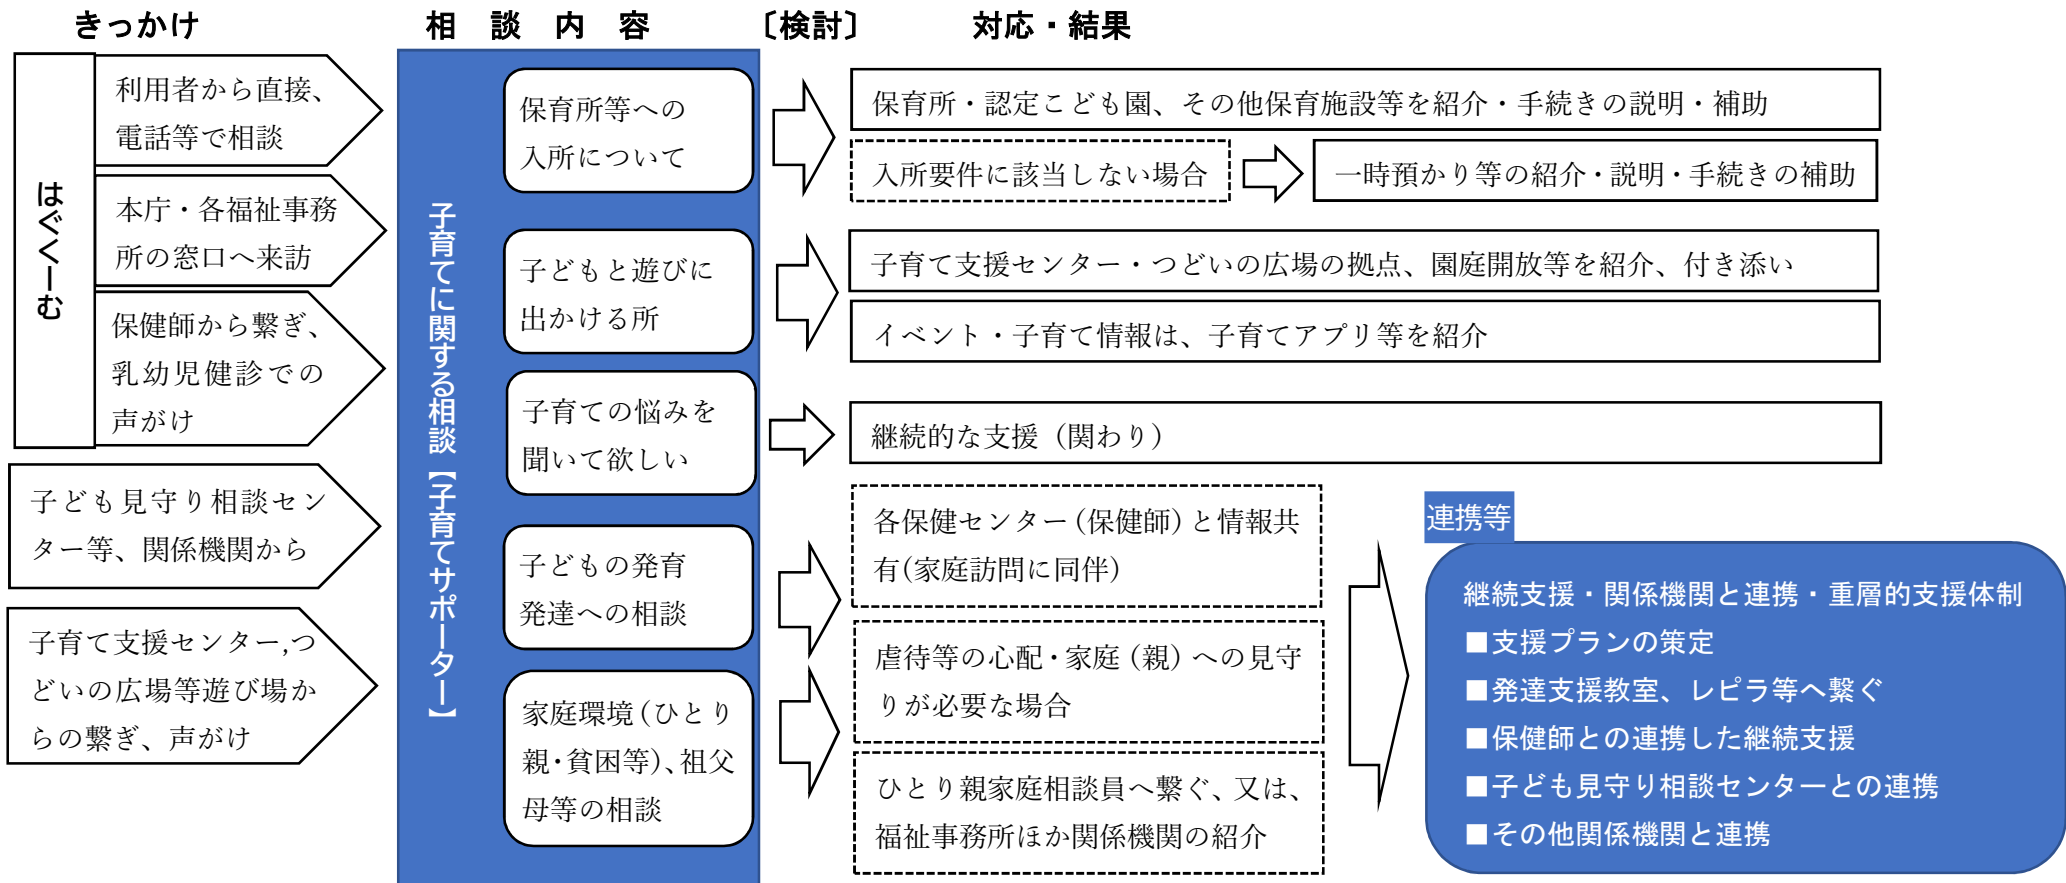 きっかけ
相談内容
〔検討〕
対応・結果
はぐくーむ
利用者から直接、
電話等で相談
本庁・各福祉事務
所の窓口へ来訪
保健師から繋ぎ、
乳幼児健診での
声がけ
子ども見守り相談セン
ター等、関係機関から
子育て支援センター,つ
どいの広場等遊び場か
らの繋ぎ、声がけ
子育てに関する相談【子育てサポーター】
保育所等への
入所について
子どもと遊びに
出かける所
子育ての悩みを
聞いて欲しい
子どもの発育
発達への相談
家庭環境(ひとり
親・貧困等)、祖父
母等の相談
保育所・認定こども園、その他保育施設等を紹介・手続きの説明・補助
入所要件に該当しない場合
一時預かり等の紹介・説明・手続きの補助
子育て支援センター・つどいの広場の拠点、園庭開放等を紹介、付き添い
イベント・子育て情報は、子育てアプリ等を紹介
継続的な支援（関わり）
各保健センター(保健師)と情報共
有(家庭訪問に同伴)
虐待等の心配・家庭(親)への見守
りが必要な場合
ひとり親家庭相談員へ繋ぐ、又は、
福祉事務所ほか関係機関の紹介
連携等
継続支援・関係機関と連携・重層的支援体制
■支援プランの策定
■発達支援教室、レピラ等へ繋ぐ
■保健師との連携した継続支援
■子ども見守り相談センターとの連携
■その他関係機関と連携